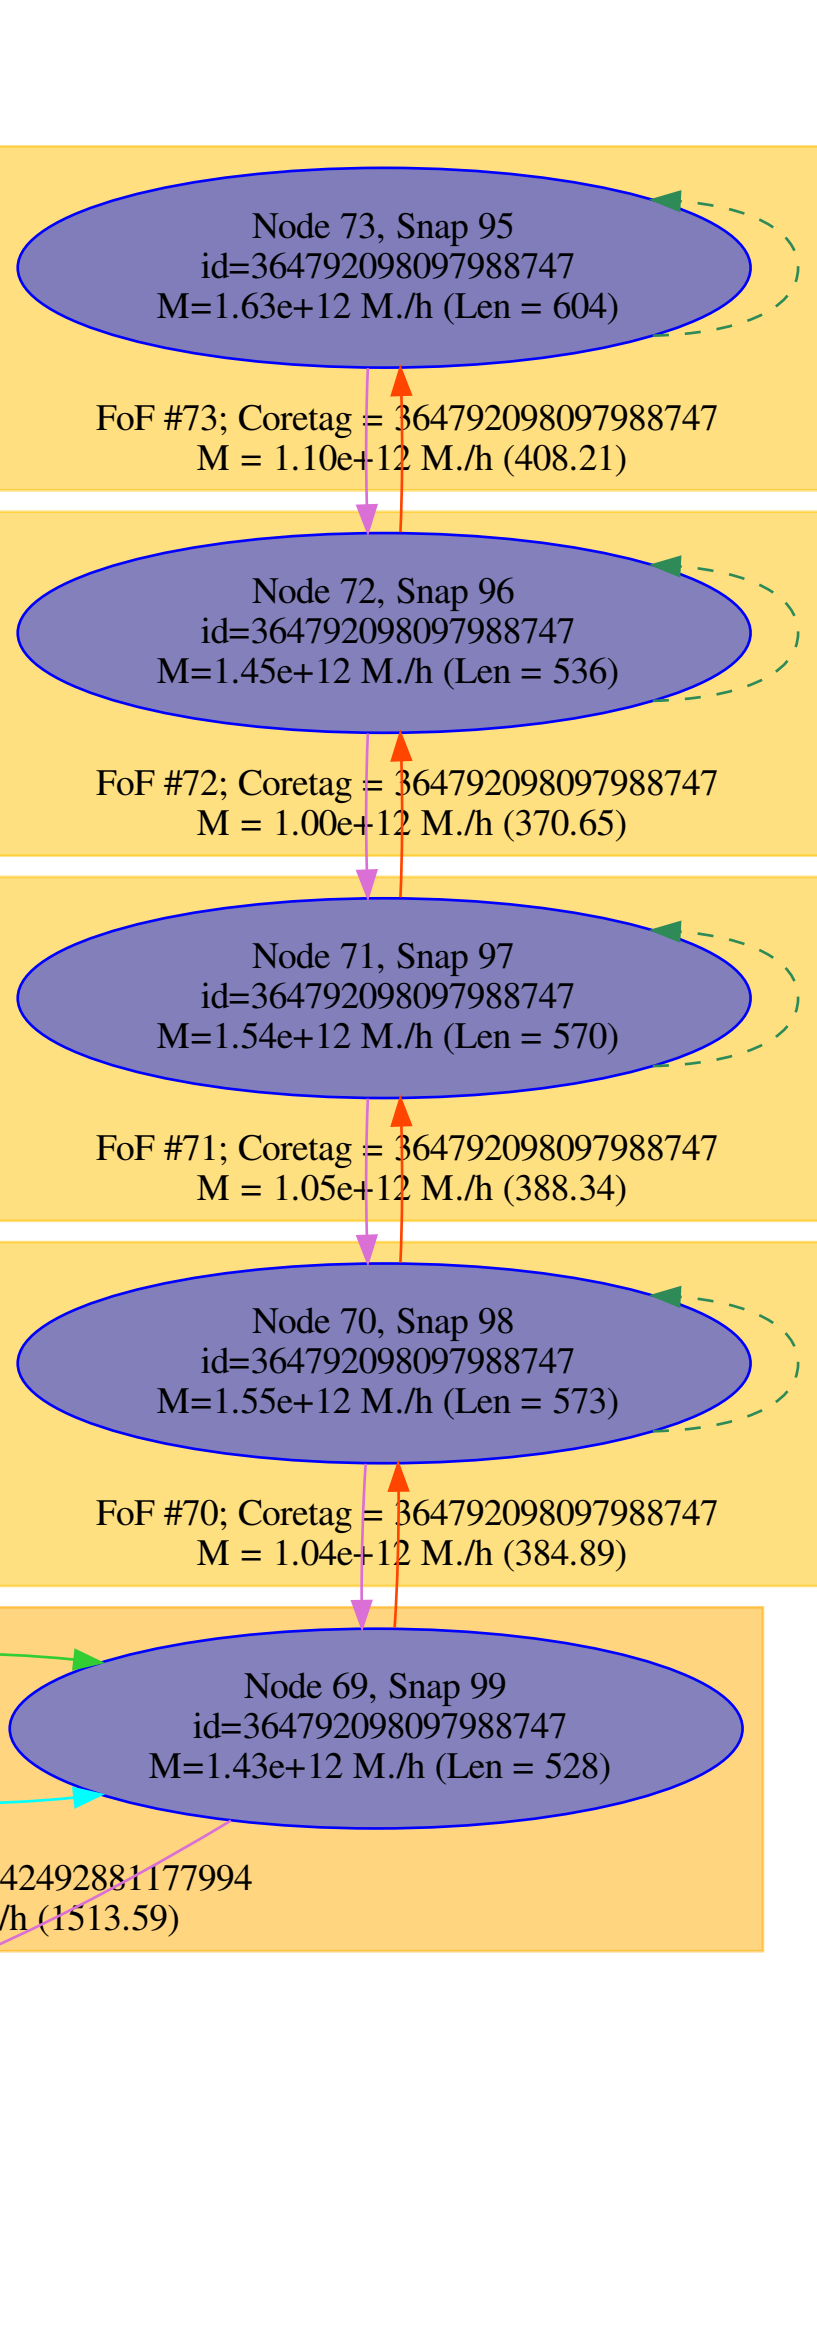 Node 73, Snap 95
id=364792098097988747
M=1.63e+12 M./h (Len = 604)
FoF #73; Coretag = 364792098097988747
M = 1.10e+12 M./h (408.21)
Node 72, Snap 96
id=364792098097988747
M=1.45e+12 M./h (Len = 536)
FoF #72; Coretag = 364792098097988747
M = 1.00e+12 M./h (370.65)
Node 71, Snap 97
id=364792098097988747
M=1.54e+12 M./h (Len = 570)
FoF #71; Coretag = 364792098097988747
M = 1.05e+12 M./h (388.34)
Node 70, Snap 98
id=364792098097988747
M=1.55e+12 M./h (Len = 573)
FoF #70; Coretag = 364792098097988747
M = 1.04e+12 M./h (384.89)
Node 69, Snap 99
id=364792098097988747
M=1.43e+12 M./h (Len = 528)
42492881177994
/h (1513.59)